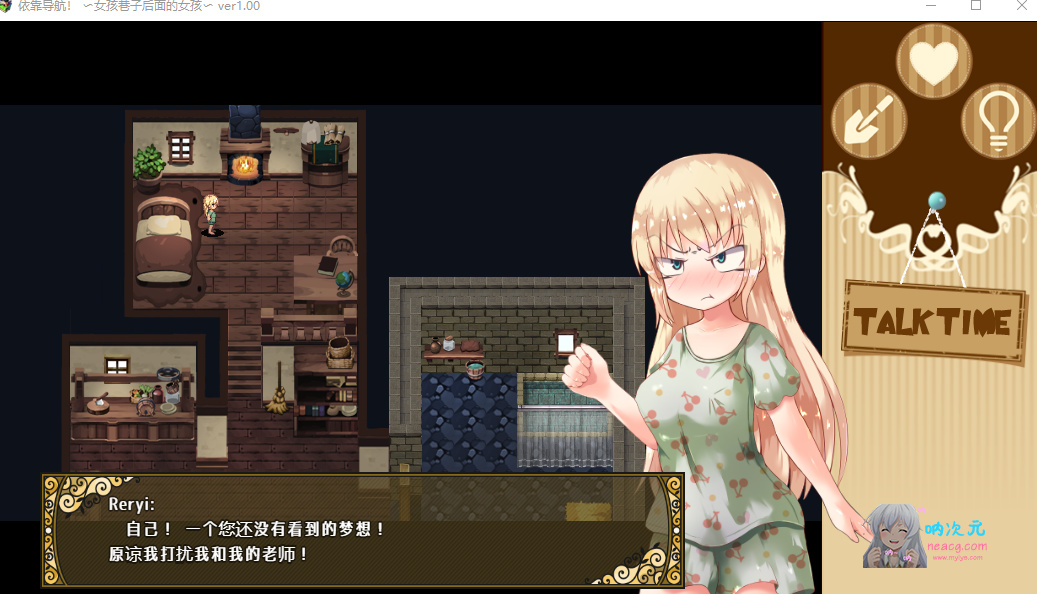 依靠导航！ ～女孩巷子后面的女孩～ ver1.00
TALK TIME
Reryi:
自己！ 一个您还没有看到的梦想！
原谅我打扰我和我的老师！
呐次元
neacg.com